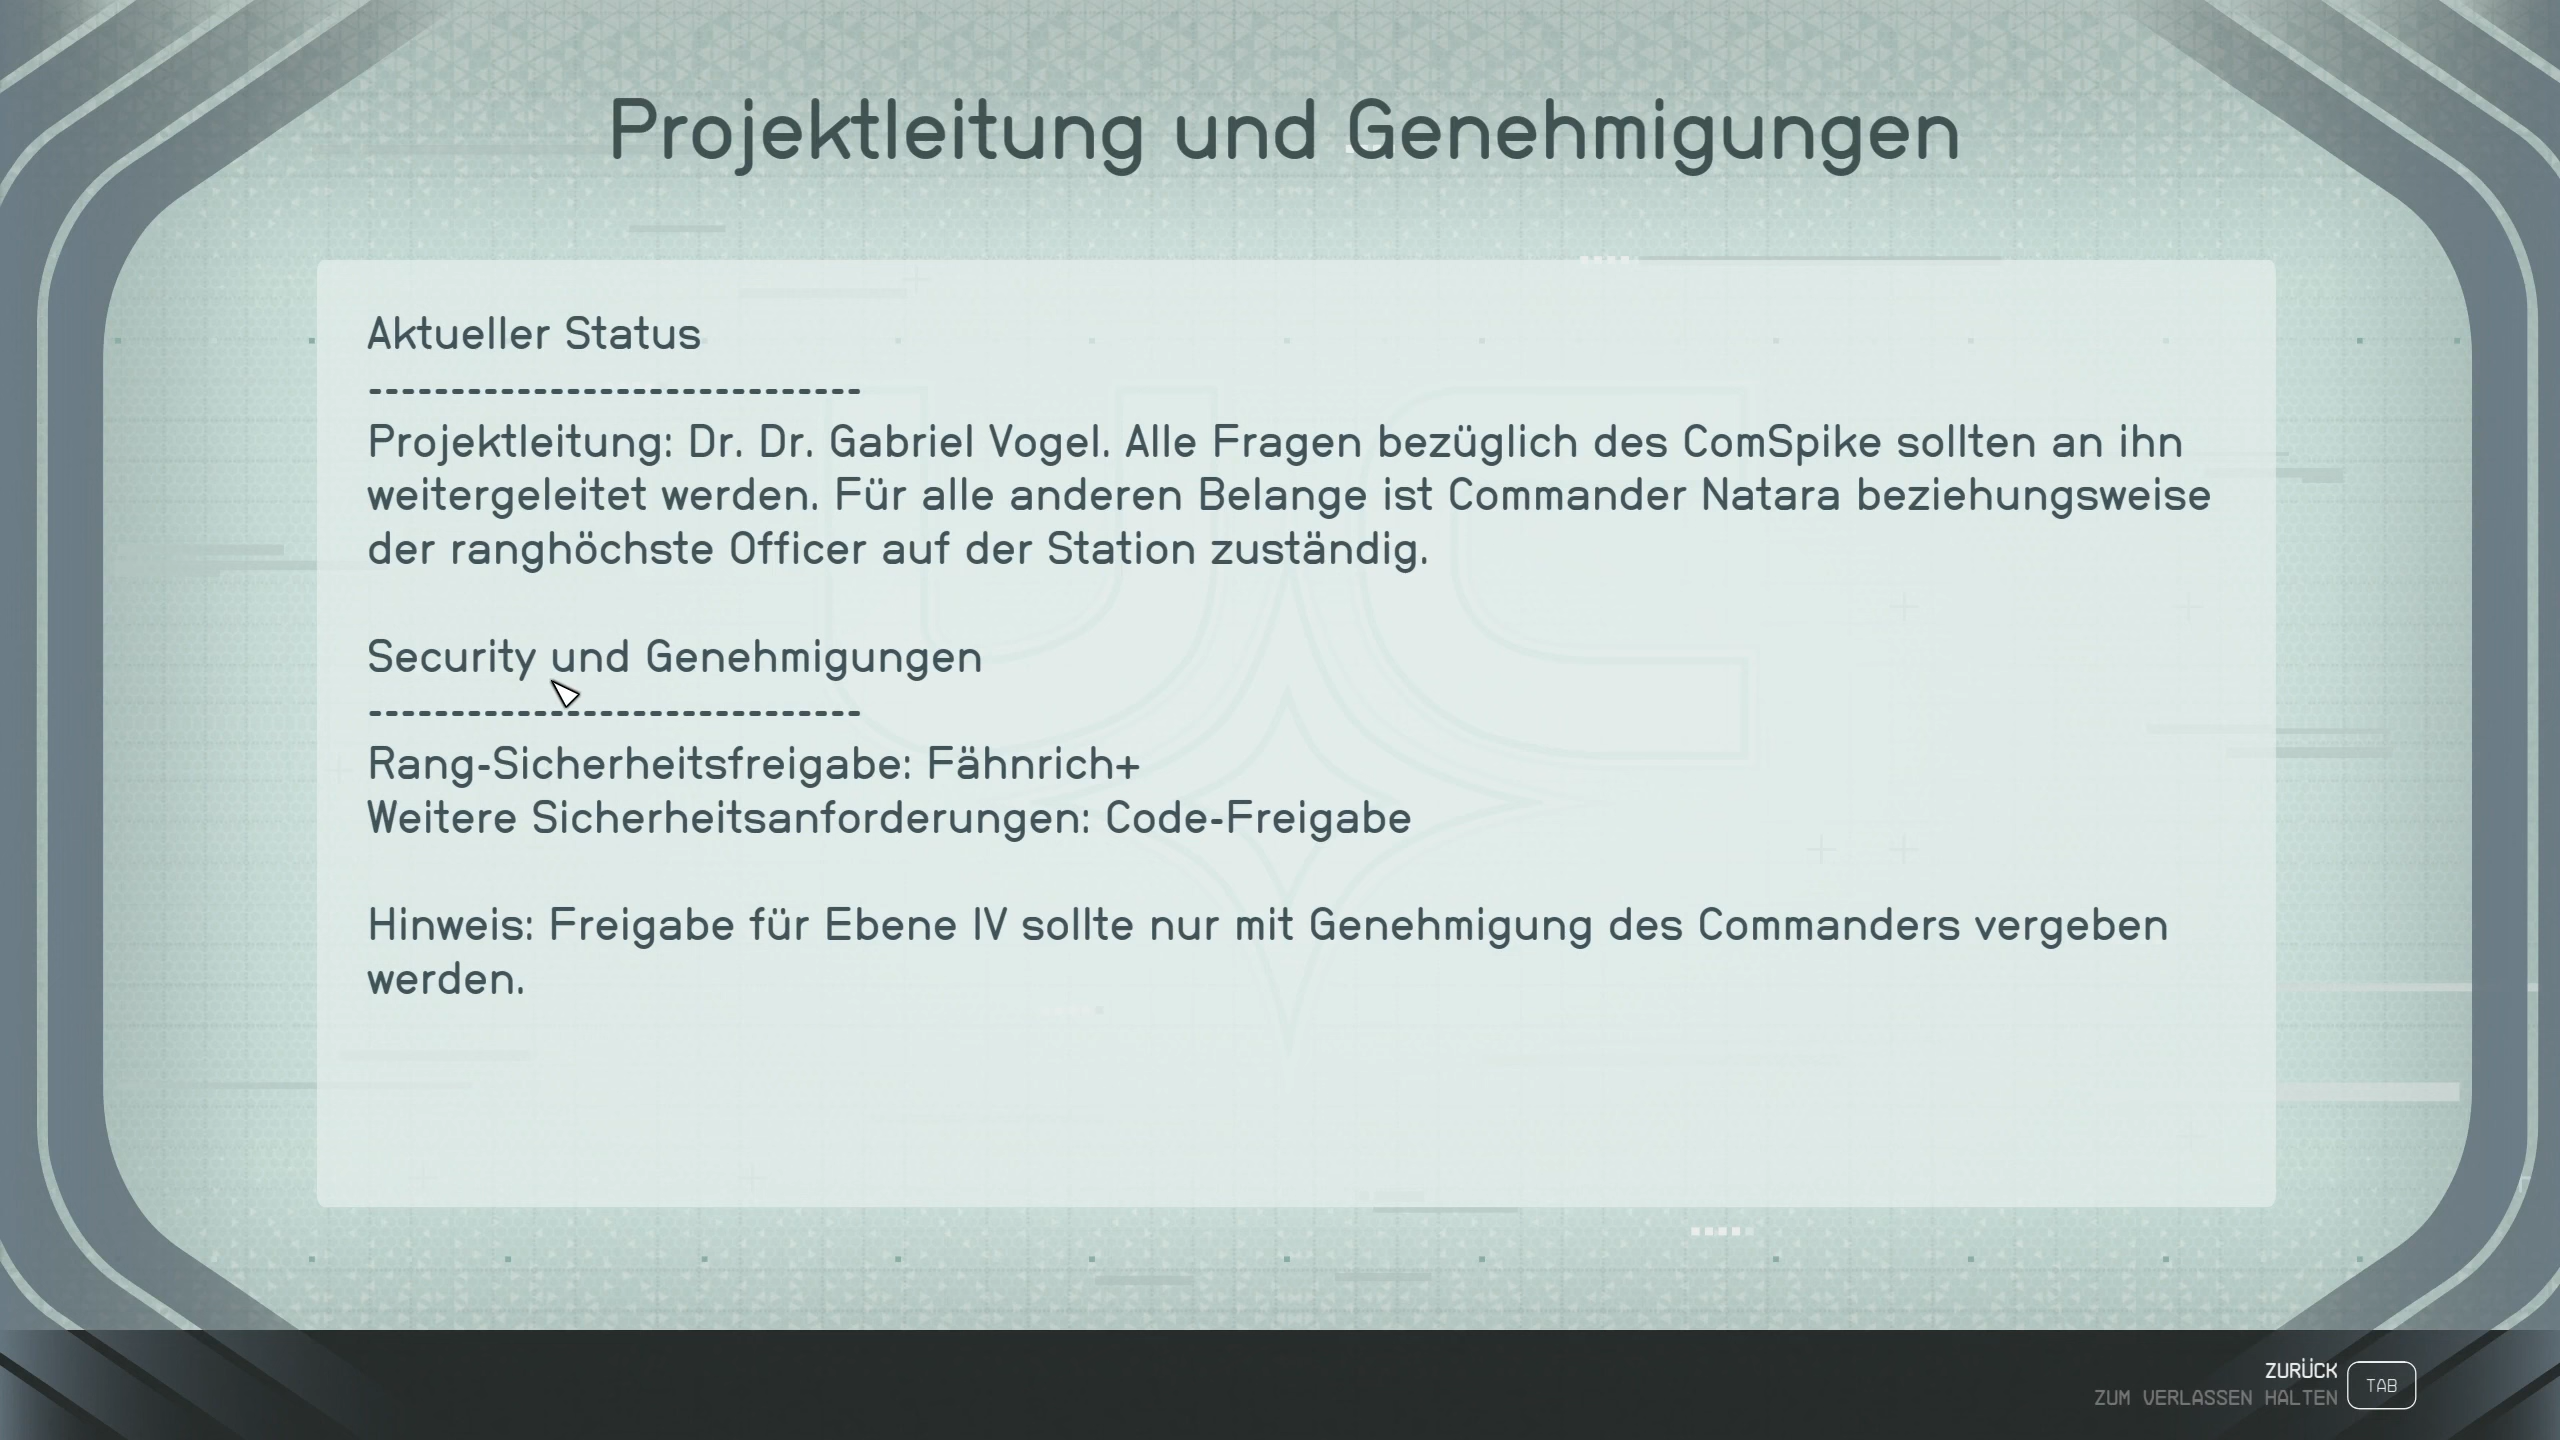 Projektleitung und Genehmigungen
Aktueller Status
------------------------------
Projektleitung: Dr. Dr. Gabriel Vogel. Alle Fragen bezüglich des ComSpike sollten an ihn
weitergeleitet werden. Für alle anderen Belange ist Commander Natara beziehungsweise
der ranghöchste Officer auf der Station zuständig.
Security und Genehmigungen
------------------------------
Rang-Sicherheitsfreigabe: Fähnrich+
Weitere Sicherheitsanforderungen: Code-Freigabe
Hinweis: Freigabe für Ebene IV sollte nur mit Genehmigung des Commanders vergeben
werden.
ZURÜCK
ZUM VERLASSEN HALTEN
TAB